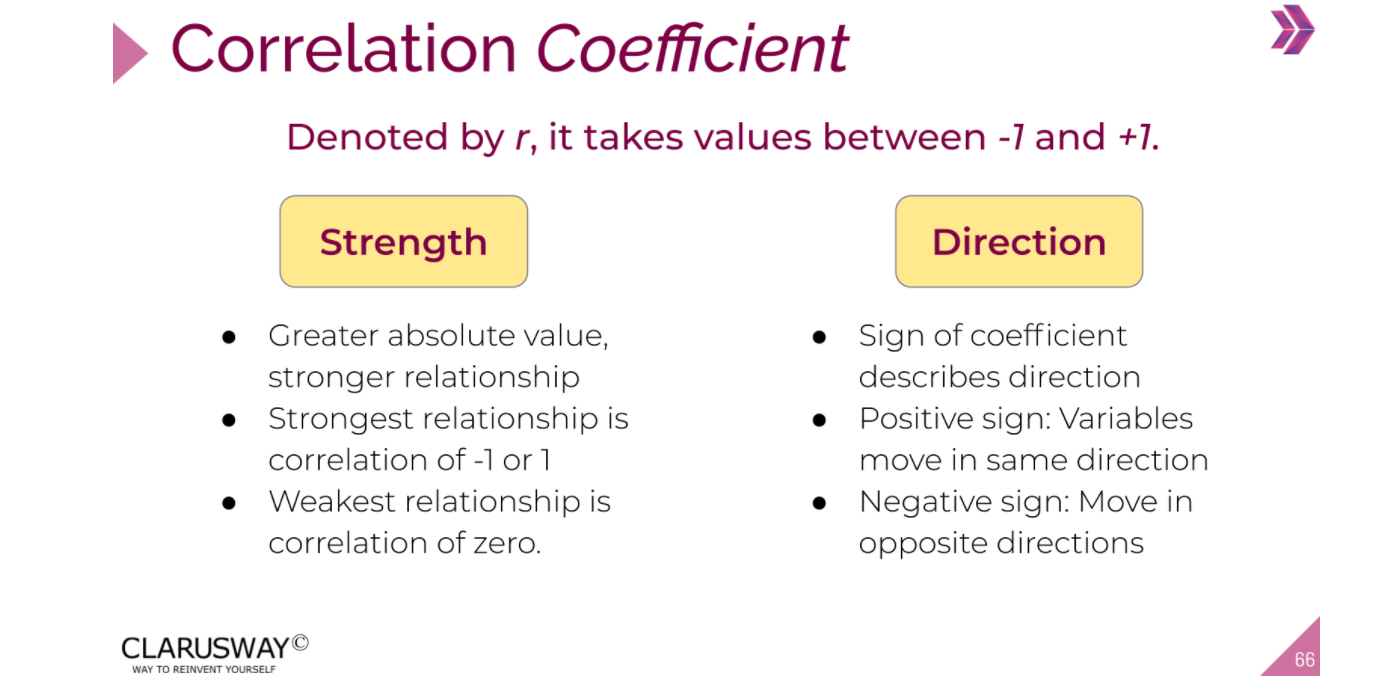 Correlation Coefficient
Denoted by r, it takes values between -1 and +1.
Strength
● Greater absolute value,
stronger relationship
● Strongest relationship is
correlation of -1 or 1
● Weakest relationship is
correlation of zero.
Direction
● Sign of coefficient
describes direction
● Positive sign: Variables
move in same direction
● Negative sign: Move in
opposite directions
CLARUSWAY©
WAY TO REINVENT YOURSELF
66